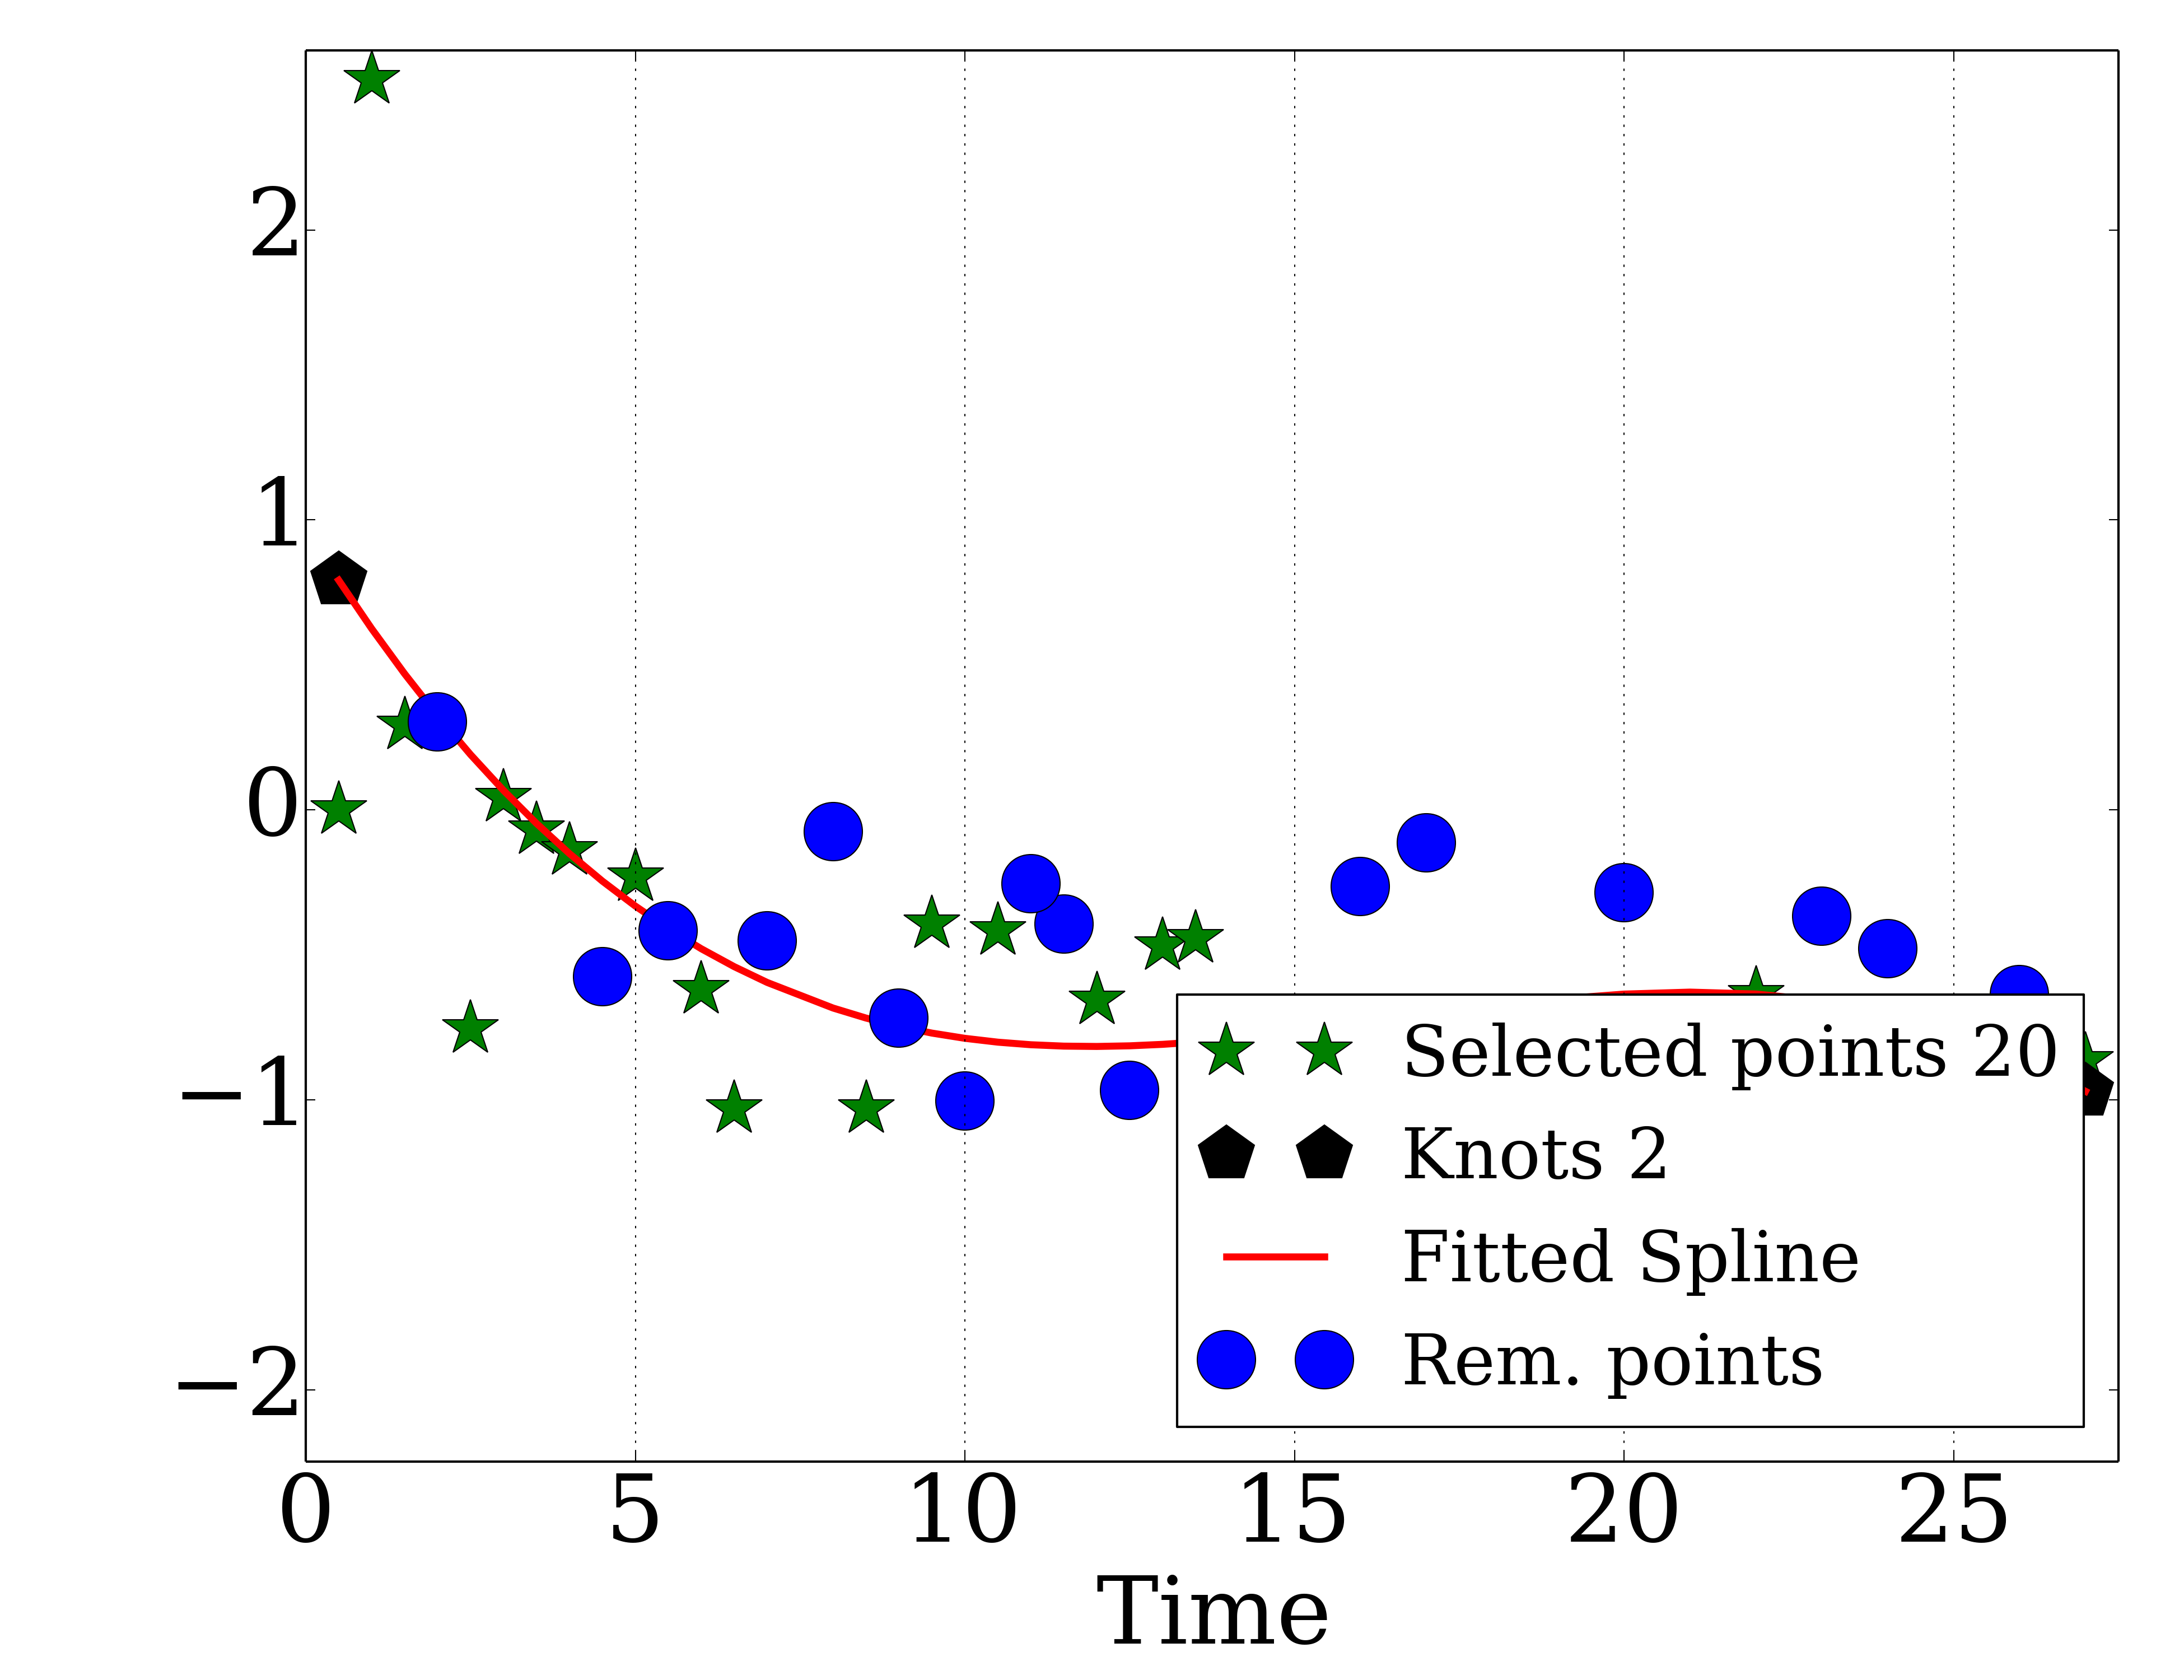 2
1
0
−1
−2
0 5 10 15 20 25
Time
Selected points 20
Knots 2
Fitted Spline
Rem. points